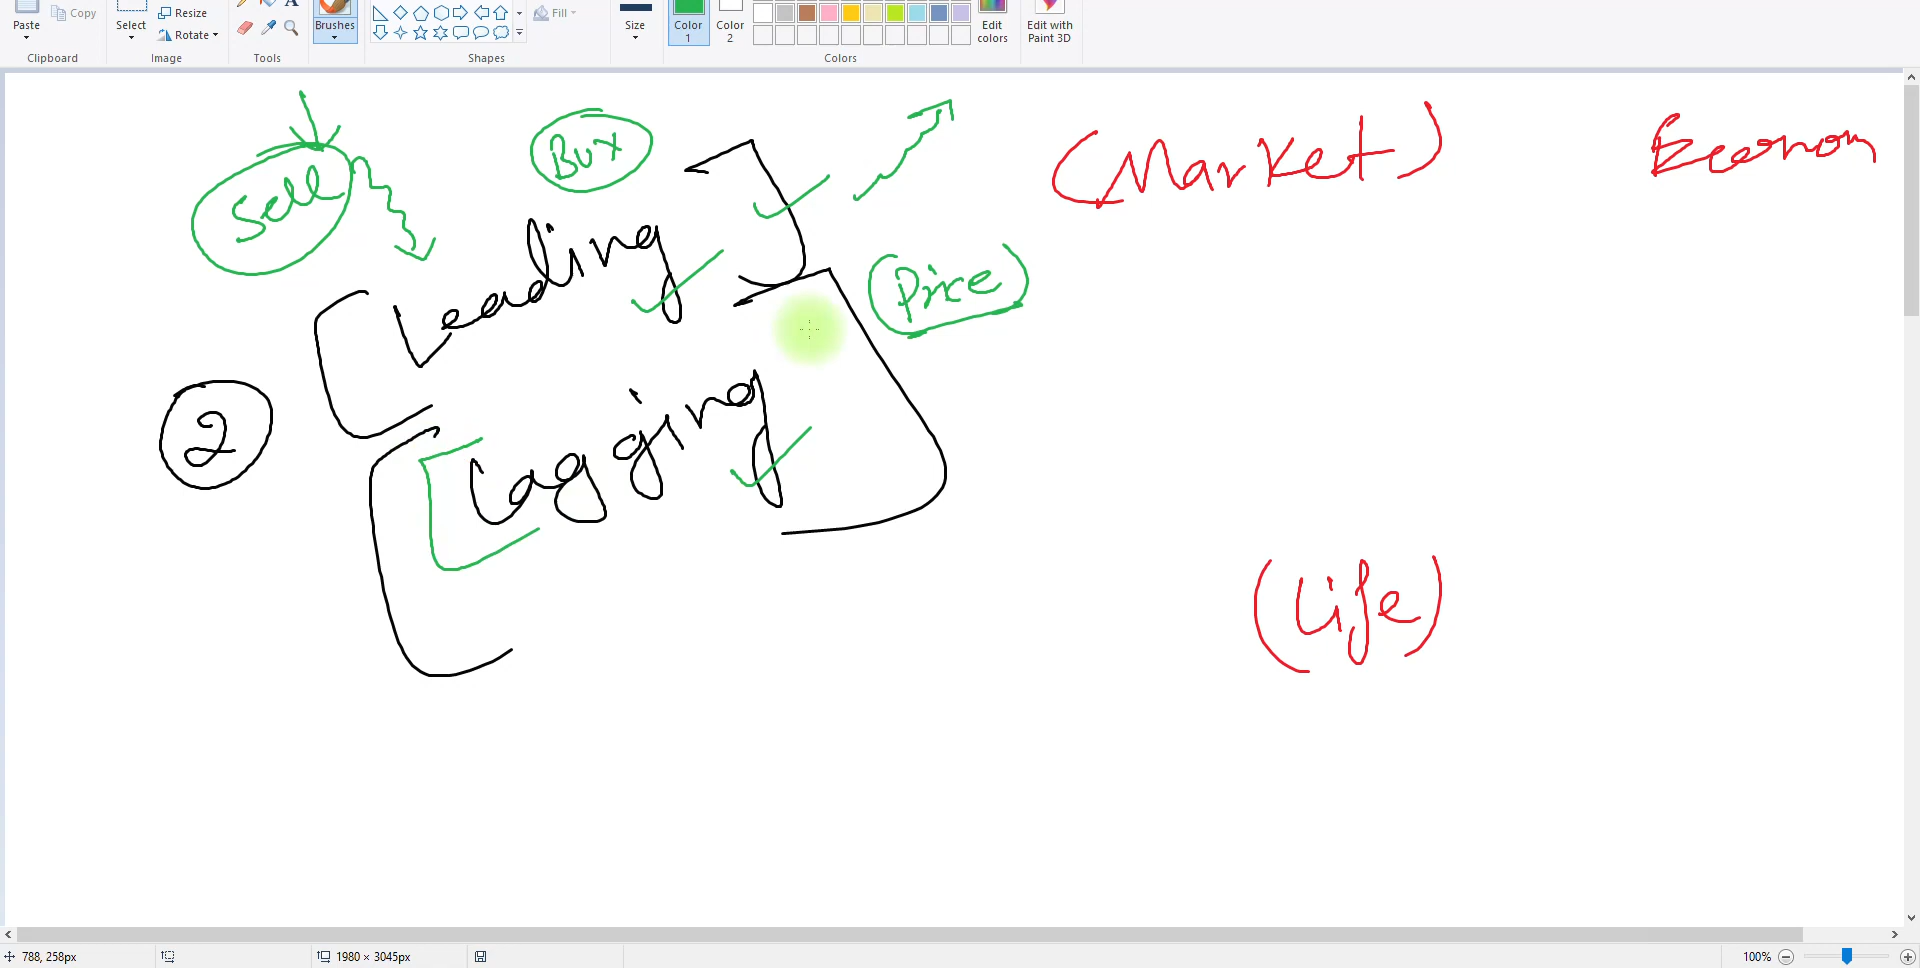 Paste
Copy
Clipboard
Select
Resize
Rotate
Image
A
Tools
Brushes
Shapes
Fill
Size
Color 1
Color 2
Colors
Edit colors
Edit with Paint 3D
Sell
Buy
(Market)
Econom
Leading
(Price)
2
Lagging
(Life)
788, 258px
1980 × 3045px
100%